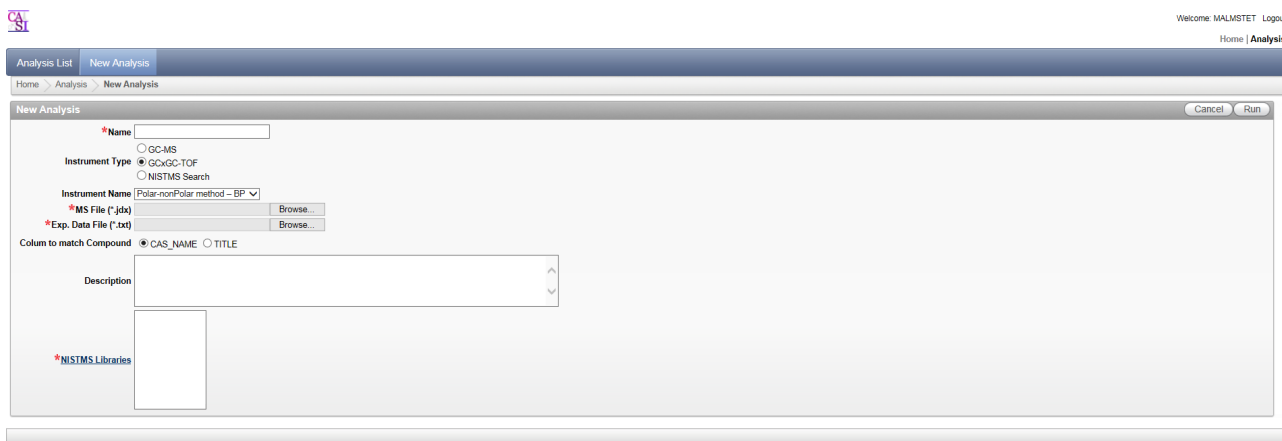 CA
SI
Welcome: MALMSTET Logou
Home | Analysis
Analysis List New Analysis
Home Analysis New Analysis
New Analysis Cancel Run
*Name
GC-MS
Instrument Type GCxGC-TOF
NISTMS Search
Instrument Name Polar-nonPolar method – BP
*MS File (*.jdx) Browse...
*Exp. Data File (*.txt) Browse...
Colum to match Compound CAS_NAME TITLE
Description
*NISTMS Libraries